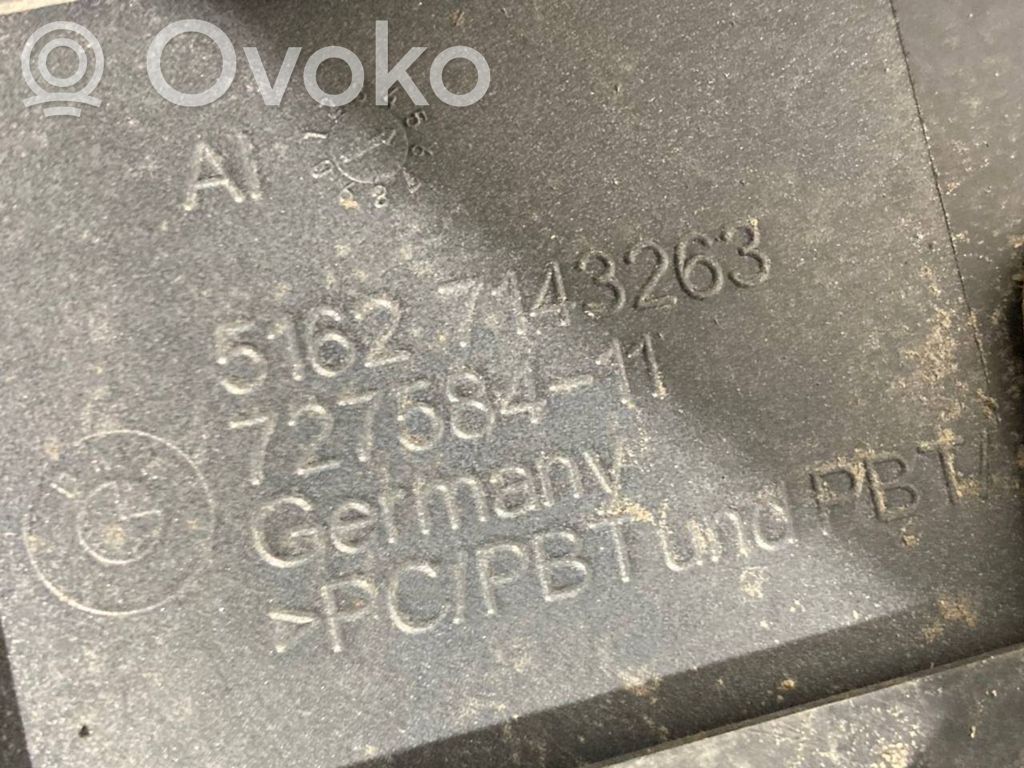 Ovoko
AI
5162 7143263
727584-11
Germany
>PC/PBT und PBT/